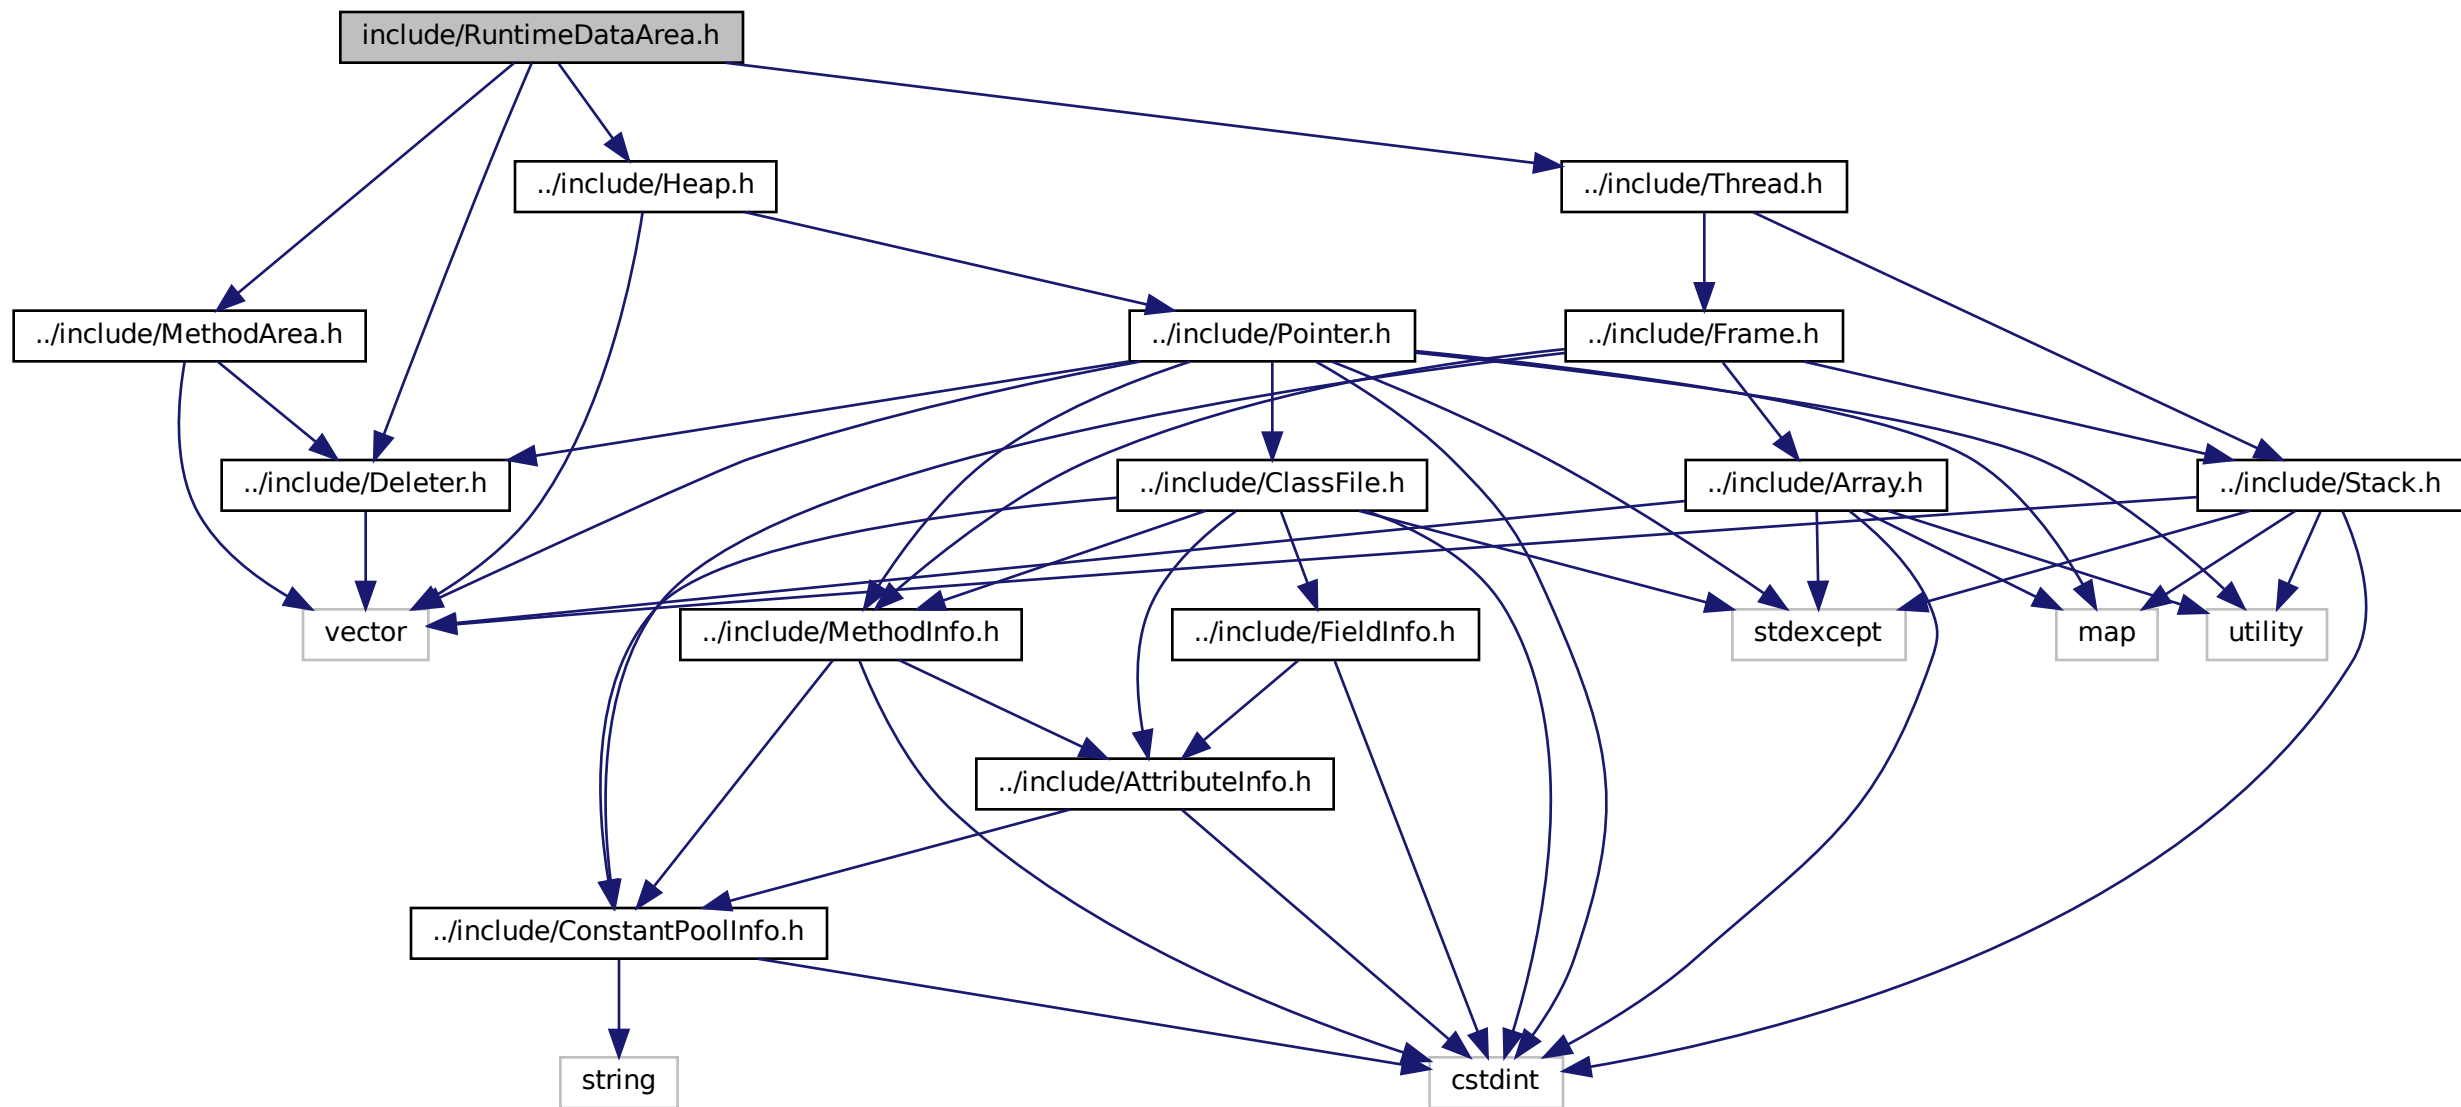 include/RuntimeDataArea.h
../include/Heap.h
../include/Thread.h
../include/MethodArea.h
../include/Pointer.h
../include/Frame.h
../include/Deleter.h
../include/ClassFile.h
../include/Array.h
../include/Stack.h
vector
../include/MethodInfo.h
../include/FieldInfo.h
stdexcept
map
utility
../include/AttributeInfo.h
../include/ConstantPoolInfo.h
string
cstdint